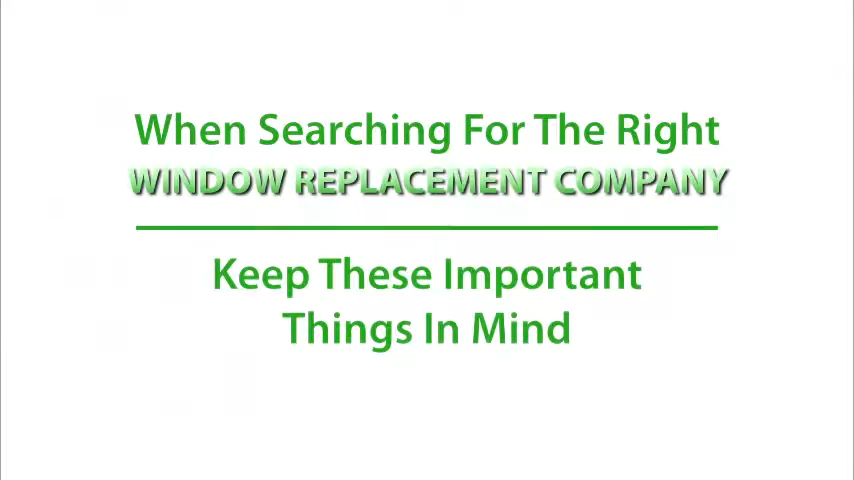 When Searching For The Right
WINDOW REPLACEMENT COMPANY
Keep These Important
Things In Mind